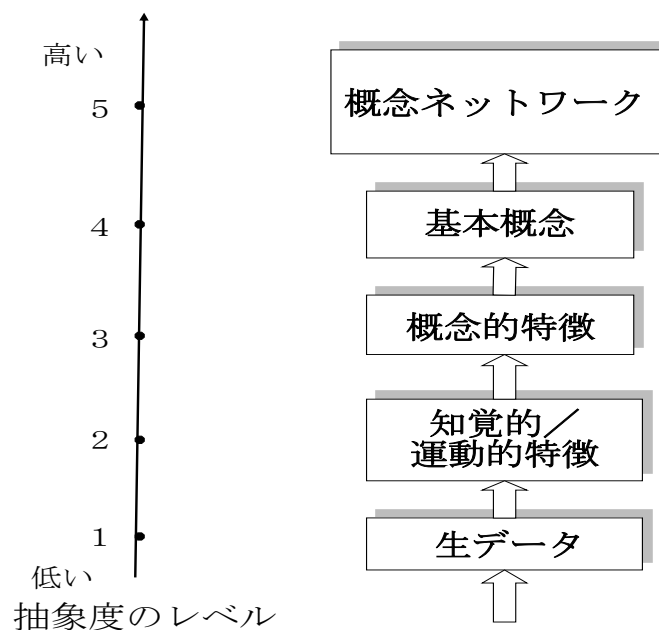 高い
5
4
3
2
1
低い
抽象度のレベル
概念ネットワーク
基本概念
概念的特徴
知覚的／
運動的特徴
生データ